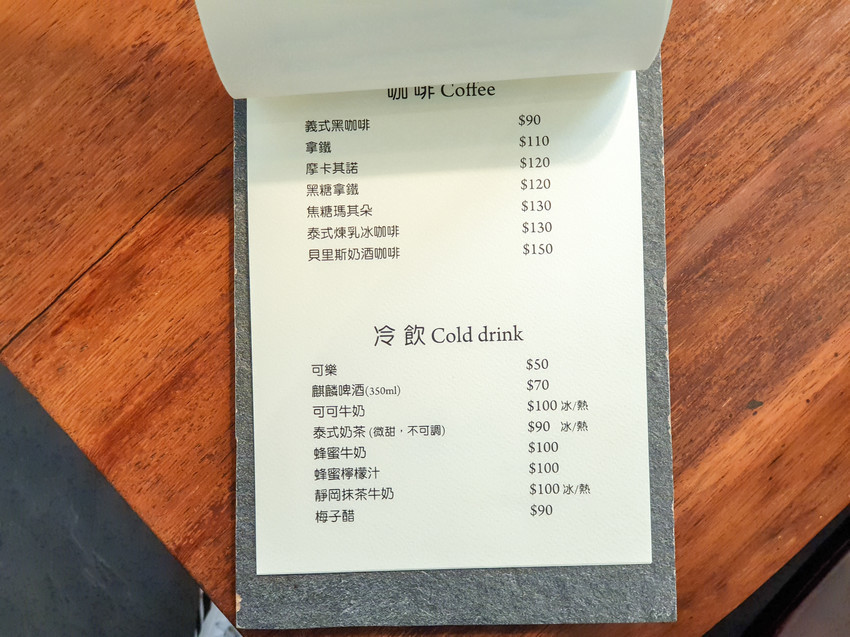 咖啡 Coffee
義式黑咖啡 $90
拿鐵 $110
摩卡其諾 $120
黑糖拿鐵 $120
焦糖瑪其朵 $130
泰式煉乳冰咖啡 $130
貝里斯奶酒咖啡 $150
冷飲 Cold drink
可樂 $50
麒麟啤酒(350ml) $70
可可牛奶 $100 冰/熱
泰式奶茶 (微甜，不可調) $90 冰/熱
蜂蜜牛奶 $100
蜂蜜檸檬汁 $100
靜岡抹茶牛奶 $100 冰/熱
梅子醋 $90